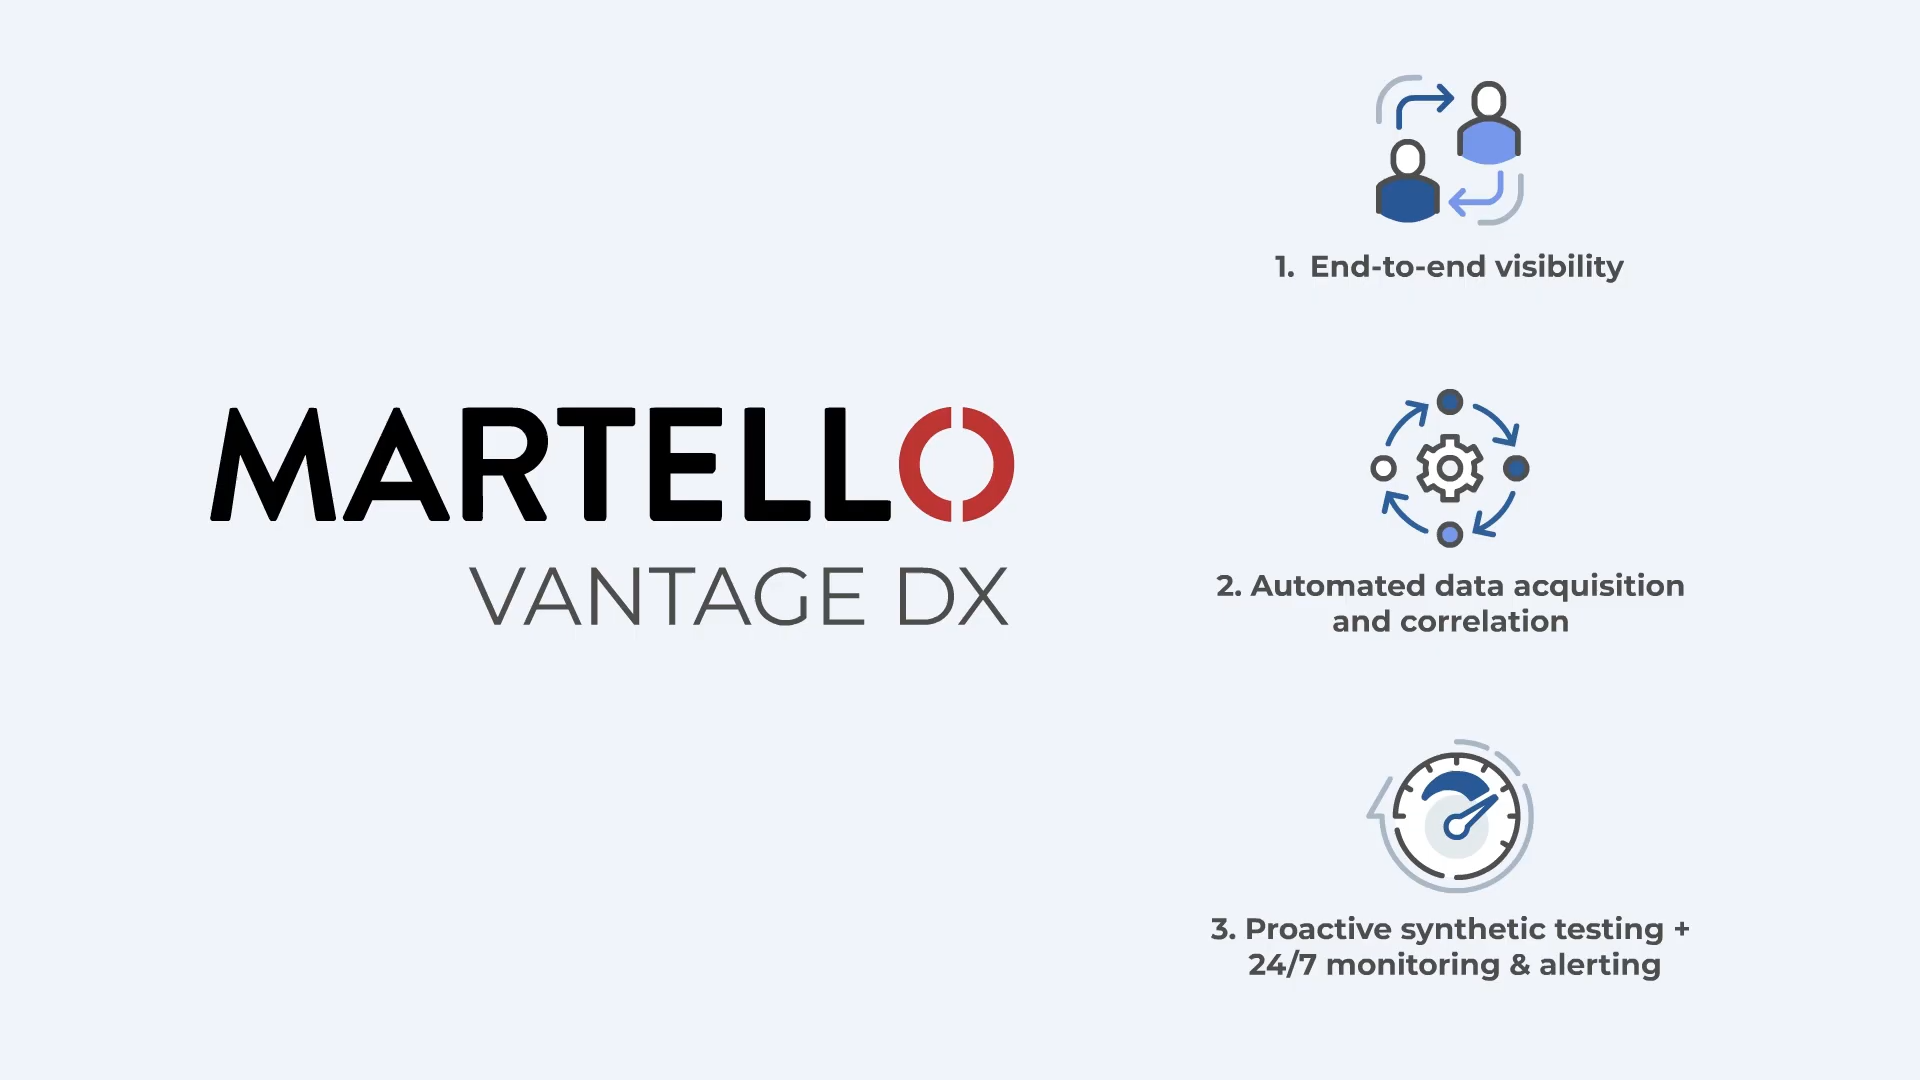 MARTELLO
VANTAGE DX
1. End-to-end visibility
2. Automated data acquisition
and correlation
3. Proactive synthetic testing +
24/7 monitoring & alerting